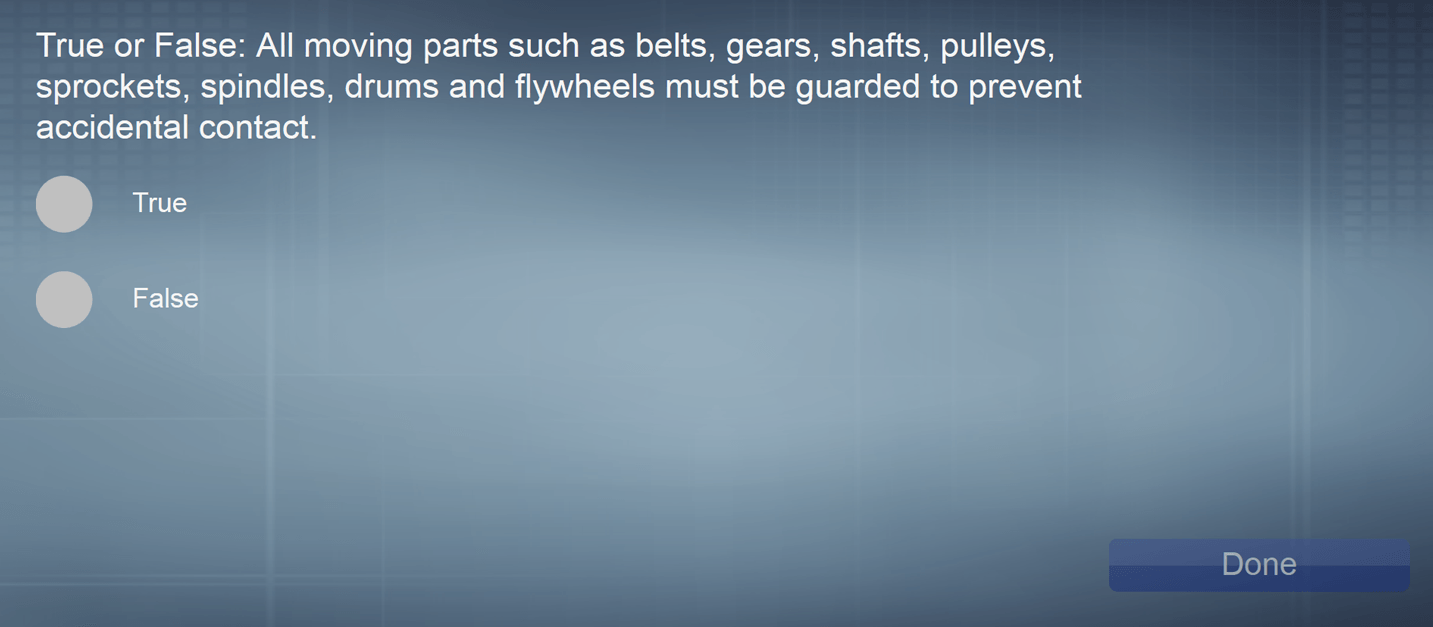 True or False: All moving parts such as belts, gears, shafts, pulleys,
sprockets, spindles, drums and flywheels must be guarded to prevent
accidental contact.
True
False
Done